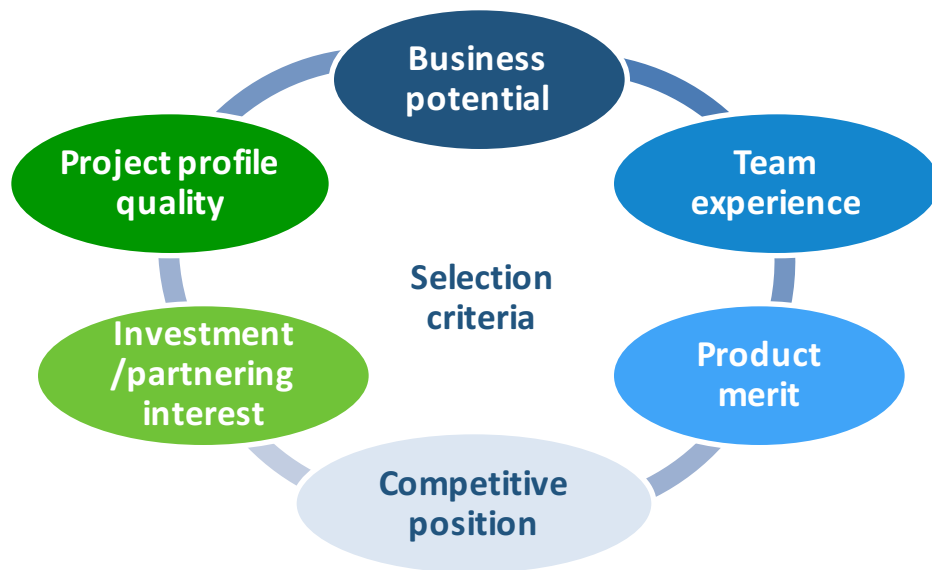 Business
potential
Team
experience
Product
merit
Competitive
position
Investment
/partnering
interest
Project profile
quality
Selection
criteria